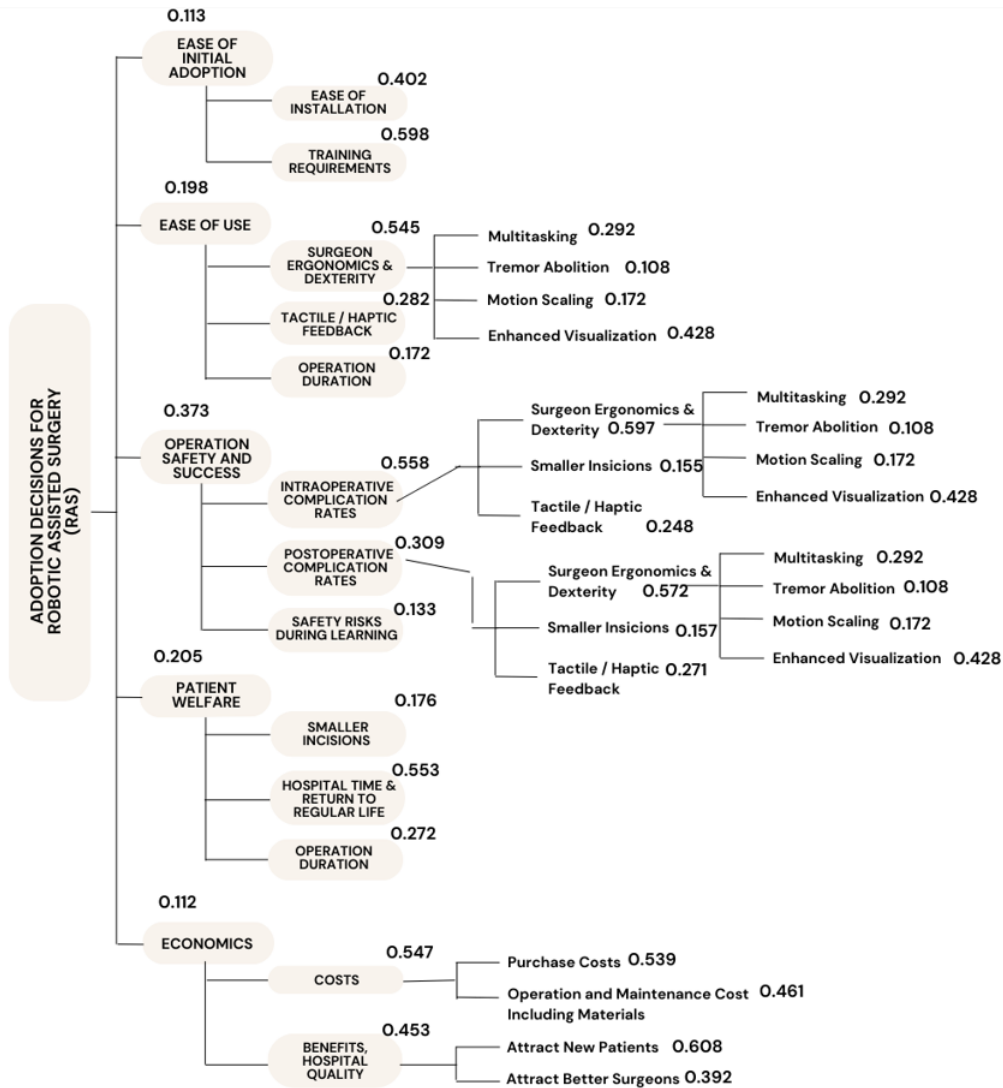 0.113
EASE OF
INITIAL
ADOPTION
0.402
EASE OF
INSTALLATION
0.598
TRAINING
REQUIREMENTS
0.198
EASE OF USE
0.545
SURGEON
ERGONOMICS &
DEXTERITY
Multitasking 0.292
Tremor Abolition 0.108
Motion Scaling 0.172
Enhanced Visualization 0.428
0.282
TACTILE / HAPTIC
FEEDBACK
0.172
OPERATION
DURATION
ADOPTION DECISIONS FOR
ROBOTIC ASSISTED SURGERY
(RAS)
0.373
OPERATION
SAFETY AND
SUCCESS
0.558
INTRAOPERATIVE
COMPLICATION
RATES
Surgeon Ergonomics &
Dexterity 0.597
Multitasking 0.292
Tremor Abolition 0.108
Motion Scaling 0.172
Enhanced Visualization 0.428
Smaller Insicions 0.155
Tactile / Haptic
Feedback 0.248
0.309
POSTOPERATIVE
COMPLICATION
RATES
Surgeon Ergonomics &
Dexterity 0.572
Multitasking 0.292
Tremor Abolition 0.108
Motion Scaling 0.172
Enhanced Visualization 0.428
Smaller Insicions 0.157
Tactile / Haptic 0.271
Feedback
0.133
SAFETY RISKS
DURING LEARNING
0.205
PATIENT
WELFARE
0.176
SMALLER
INCISIONS
0.553
HOSPITAL TIME &
RETURN TO
REGULAR LIFE
0.272
OPERATION
DURATION
0.112
ECONOMICS
0.547
COSTS
Purchase Costs 0.539
Operation and Maintenance Cost 0.461
Including Materials
0.453
BENEFITS,
HOSPITAL
QUALITY
Attract New Patients 0.608
Attract Better Surgeons 0.392